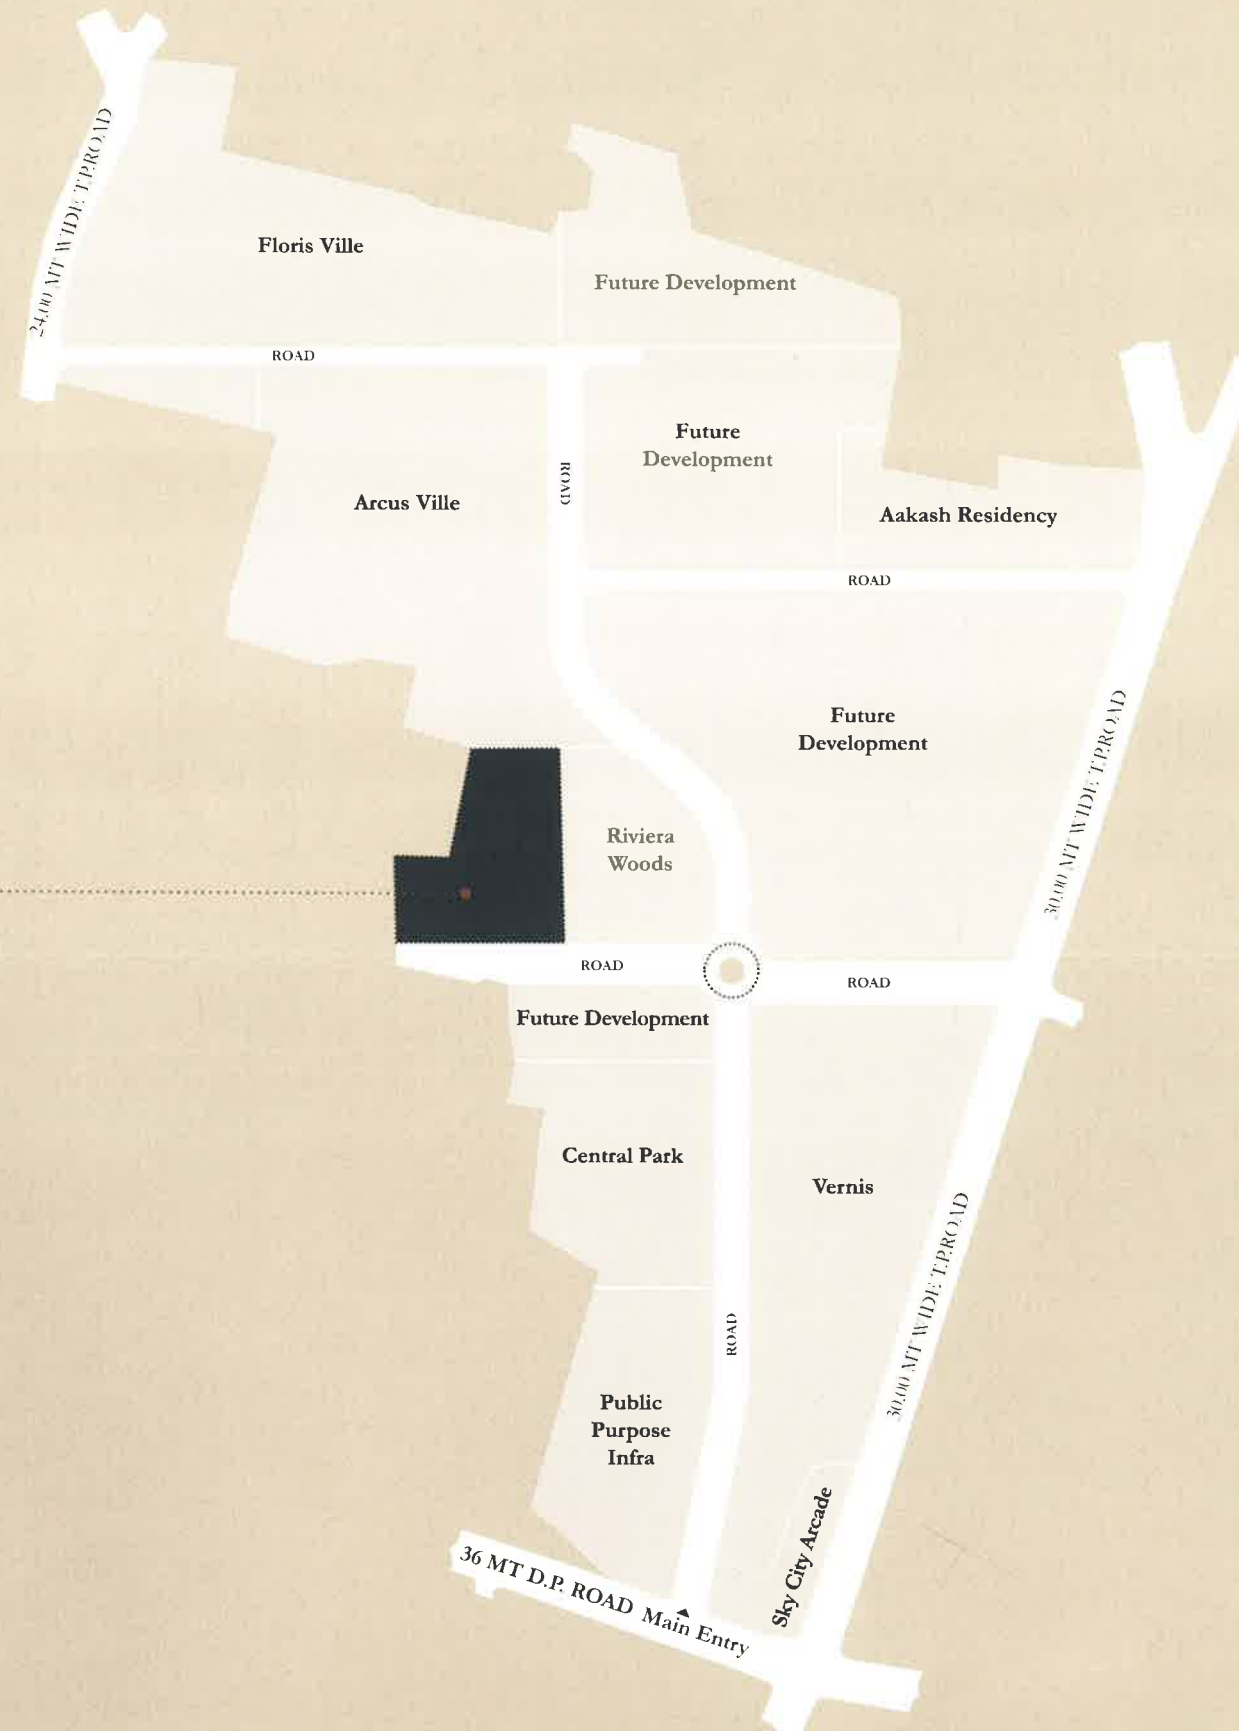 24.00 MT WIDE T.P.ROAD
Floris Ville
Future Development
ROAD
Future
Development
ROAD
Arcus Ville
Aakash Residency
ROAD
Future
Development
30.00 MT WIDE T.P.ROAD
Riviera
Woods
ROAD
ROAD
Future Development
Central Park
Vernis
30.00 MT WIDE T.P.ROAD
ROAD
Public
Purpose
Infra
Sky City Arcade
36 MT D.P. ROAD Main Entry